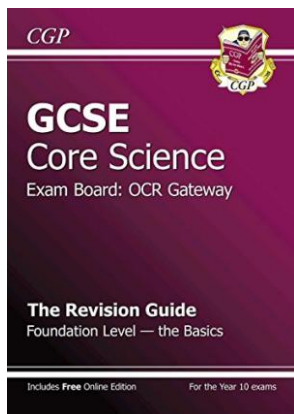 CGP
CGP
GCSE
Core Science
Exam Board: OCR Gateway
The Revision Guide
Foundation Level — the Basics
Includes Free Online Edition
For the Year 10 exams